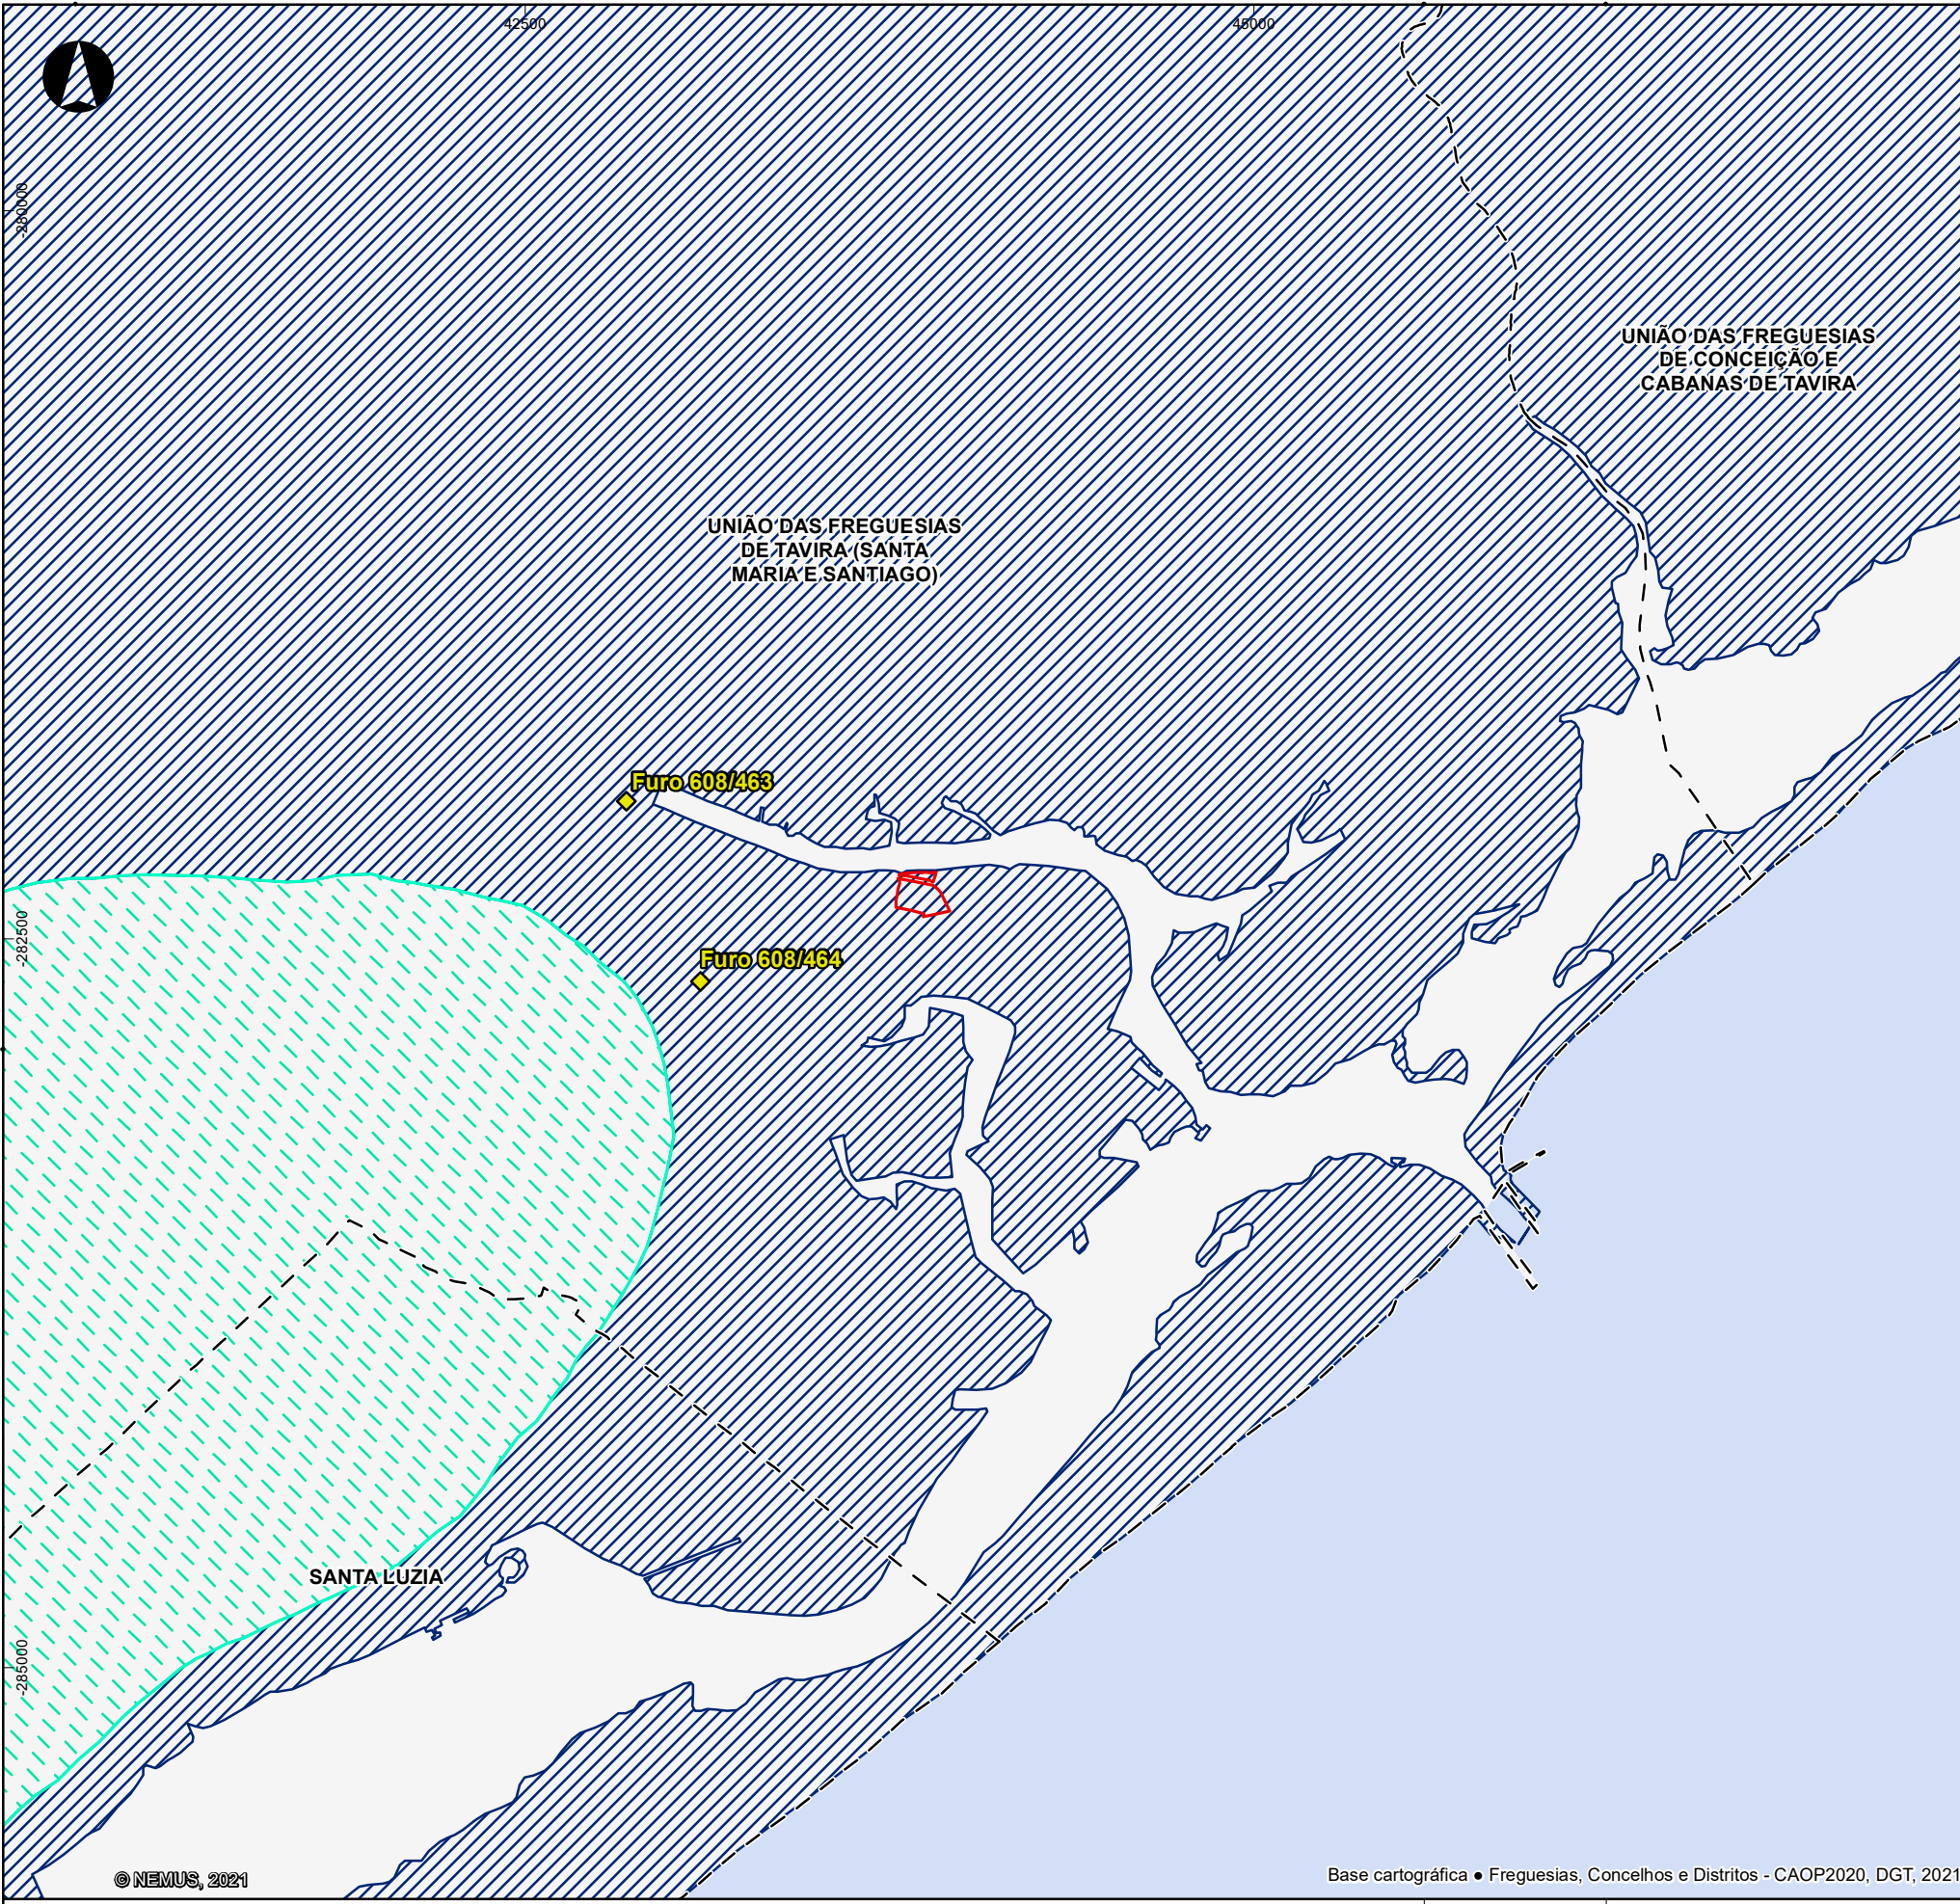 42500
45000
-280000
UNIÃO DAS FREGUESIAS
DE CONCEIÇÃO E
CABANAS DE TAVIRA
UNIÃO DAS FREGUESIAS
DE TAVIRA (SANTA
MARIA E SANTIAGO)
Furo 608/463
-282500
Furo 608/464
SANTA LUZIA
-285000
© NEMUS, 2021
Base cartográfica ● Freguesias, Concelhos e Distritos - CAOP2020, DGT, 2021